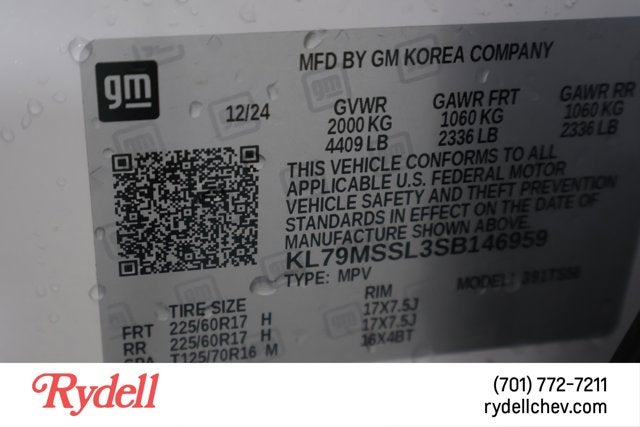 MFD BY GM KOREA COMPANY
gm
12/24
GVWR GAWR FRT GAWR RR
2000 KG 1060 KG 1060 KG
4409 LB 2336 LB 2336 LB
THIS VEHICLE CONFORMS TO ALL
APPLICABLE U.S. FEDERAL MOTOR
VEHICLE SAFETY AND THEFT PREVENTION
STANDARDS IN EFFECT ON THE DATE OF
MANUFACTURE SHOWN ABOVE.
KL79MSSL3SB146959
TYPE: MPV MODEL:
TIRE SIZE RIM
FRT 225/60R17 H 17X7.5J
RR 225/60R17 H 17X7.5J
SPA T125/70R16 M 16X4BT
Rydell
(701) 772-7211
rydellchev.com